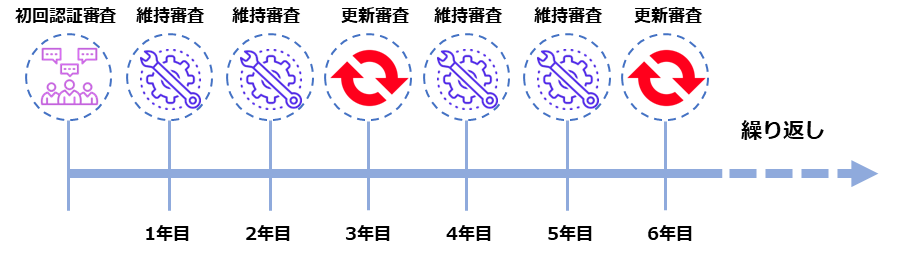 初回認証審査
維持審査
維持審査
更新審査
維持審査
維持審査
更新審査
繰り返し
1年目
2年目
3年目
4年目
5年目
6年目